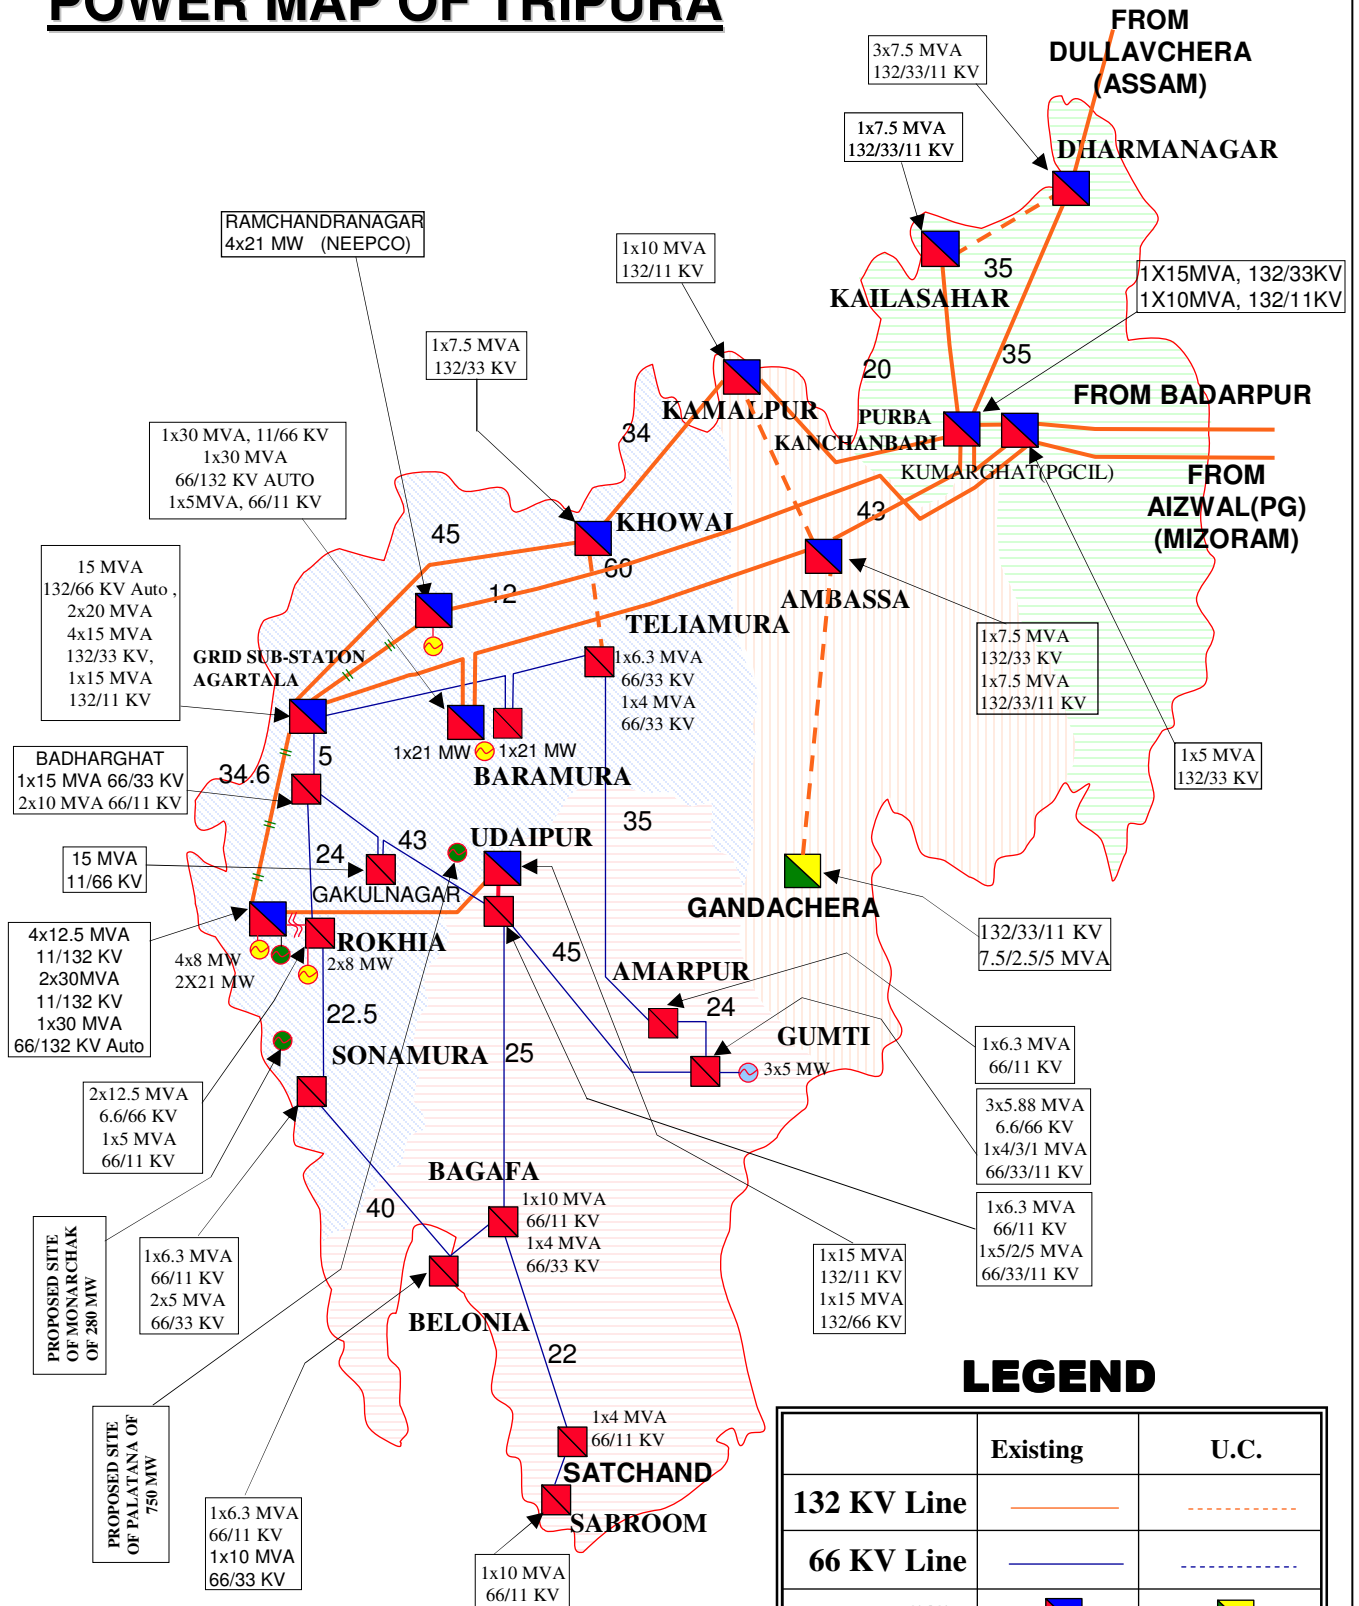 POWER MAP OF TRIPURA
FROM
DULLAVCHERA
(ASSAM)
3x7.5 MVA
132/33/11 KV
1x7.5 MVA
132/33/11 KV
DHARMANAGAR
RAMCHANDRANAGAR
4x21 MW (NEEPCO)
1x10 MVA
132/11 KV
35
KAILASAHAR
1X15MVA, 132/33KV
1X10MVA, 132/11KV
1x7.5 MVA
132/33 KV
35
20
FROM BADARPUR
KAMALPUR
PURBA
KANCHANBARI
34
KUMARGHAT(PGCIL)
FROM
AIZWAL(PG)
(MIZORAM)
1x30 MVA, 11/66 KV
1x30 MVA
66/132 KV AUTO
1x5MVA, 66/11 KV
43
KHOWAI
45
60
12
AMBASSA
15 MVA
132/66 KV Auto ,
2x20 MVA
4x15 MVA
132/33 KV,
1x15 MVA
132/11 KV
TELIAMURA
GRID SUB-STATON
AGARTALA
1x6.3 MVA
66/33 KV
1x4 MVA
66/33 KV
1x7.5 MVA
132/33 KV
1x7.5 MVA
132/33/11 KV
1x21 MW
1x21 MW
BARAMURA
1x5 MVA
132/33 KV
BADHARGHAT
1x15 MVA 66/33 KV
2x10 MVA 66/11 KV
5
34.6
35
43
UDAIPUR
24
15 MVA
11/66 KV
GAKULNAGAR
GANDACHERA
132/33/11 KV
7.5/2.5/5 MVA
4x12.5 MVA
11/132 KV
2x30MVA
11/132 KV
1x30 MVA
66/132 KV Auto
ROKHIA
4x8 MW
2X21 MW
2x8 MW
45
AMARPUR
24
GUMTI
22.5
SONAMURA
25
3x5 MW
1x6.3 MVA
66/11 KV
2x12.5 MVA
6.6/66 KV
1x5 MVA
66/11 KV
3x5.88 MVA
6.6/66 KV
1x4/3/1 MVA
66/33/11 KV
BAGAFA
40
1x10 MVA
66/11 KV
1x4 MVA
66/33 KV
1x6.3 MVA
66/11 KV
1x5/2/5 MVA
66/33/11 KV
PROPOSED SITE
OF MONARCHAK
OF 280 MW
1x6.3 MVA
66/11 KV
2x5 MVA
66/33 KV
1x15 MVA
132/11 KV
1x15 MVA
132/66 KV
BELONIA
22
PROPOSED SITE
OF PALATANA OF
750 MW
1x4 MVA
66/11 KV
SATCHAND
SABROOM
1x6.3 MVA
66/11 KV
1x10 MVA
66/33 KV
1x10 MVA
66/11 KV
LEGEND
Existing U.C.
132 KV Line
66 KV Line